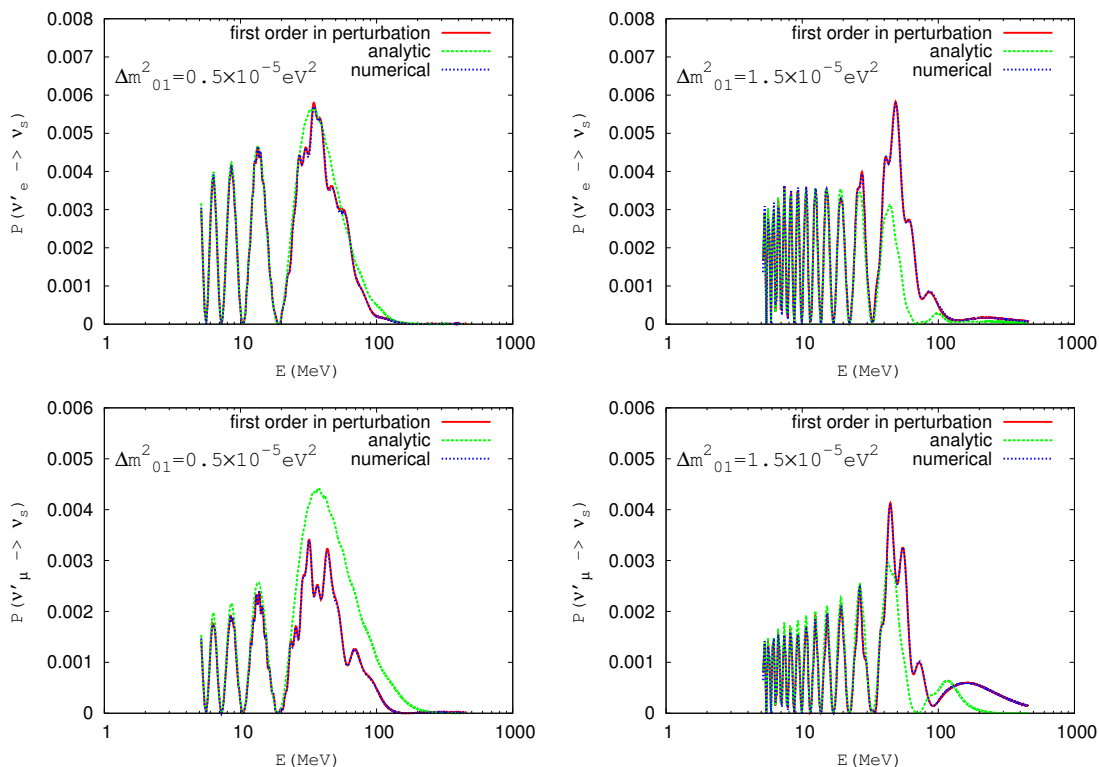 0.008
0.007
0.006
0.005
0.004
0.003
0.002
0.001
0
P(ν'e -> νs)
first order in perturbation
analytic
numerical
Δm²01=0.5×10⁻⁵eV²
1 10 100 1000
E(MeV)
0.008
0.007
0.006
0.005
0.004
0.003
0.002
0.001
0
P(ν'e -> νs)
first order in perturbation
analytic
numerical
Δm²01=1.5×10⁻⁵eV²
1 10 100 1000
E(MeV)
0.006
0.005
0.004
0.003
0.002
0.001
0
P(ν'μ -> νs)
first order in perturbation
analytic
numerical
Δm²01=0.5×10⁻⁵eV²
1 10 100 1000
E(MeV)
0.006
0.005
0.004
0.003
0.002
0.001
0
P(ν'μ -> νs)
first order in perturbation
analytic
numerical
Δm²01=1.5×10⁻⁵eV²
1 10 100 1000
E(MeV)